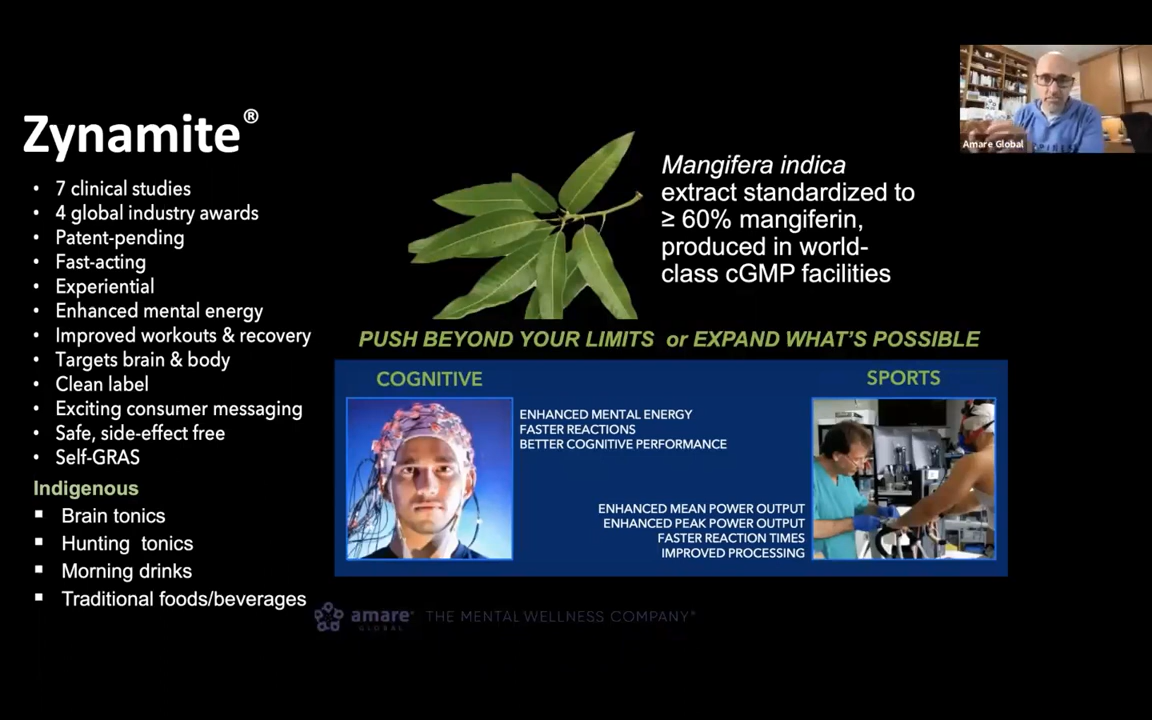 Zynamite®
• 7 clinical studies
• 4 global industry awards
• Patent-pending
• Fast-acting
• Experiential
• Enhanced mental energy
• Improved workouts & recovery
• Targets brain & body
• Clean label
• Exciting consumer messaging
• Safe, side-effect free
• Self-GRAS
Indigenous
▪ Brain tonics
▪ Hunting tonics
▪ Morning drinks
▪ Traditional foods/beverages
Mangifera indica
extract standardized to
≥ 60% mangiferin,
produced in world-
class cGMP facilities
PUSH BEYOND YOUR LIMITS or EXPAND WHAT'S POSSIBLE
COGNITIVE
ENHANCED MENTAL ENERGY
FASTER REACTIONS
BETTER COGNITIVE PERFORMANCE
SPORTS
ENHANCED MEAN POWER OUTPUT
ENHANCED PEAK POWER OUTPUT
FASTER REACTION TIMES
IMPROVED PROCESSING
amare
GLOBAL
THE MENTAL WELLNESS COMPANY
Amare Global